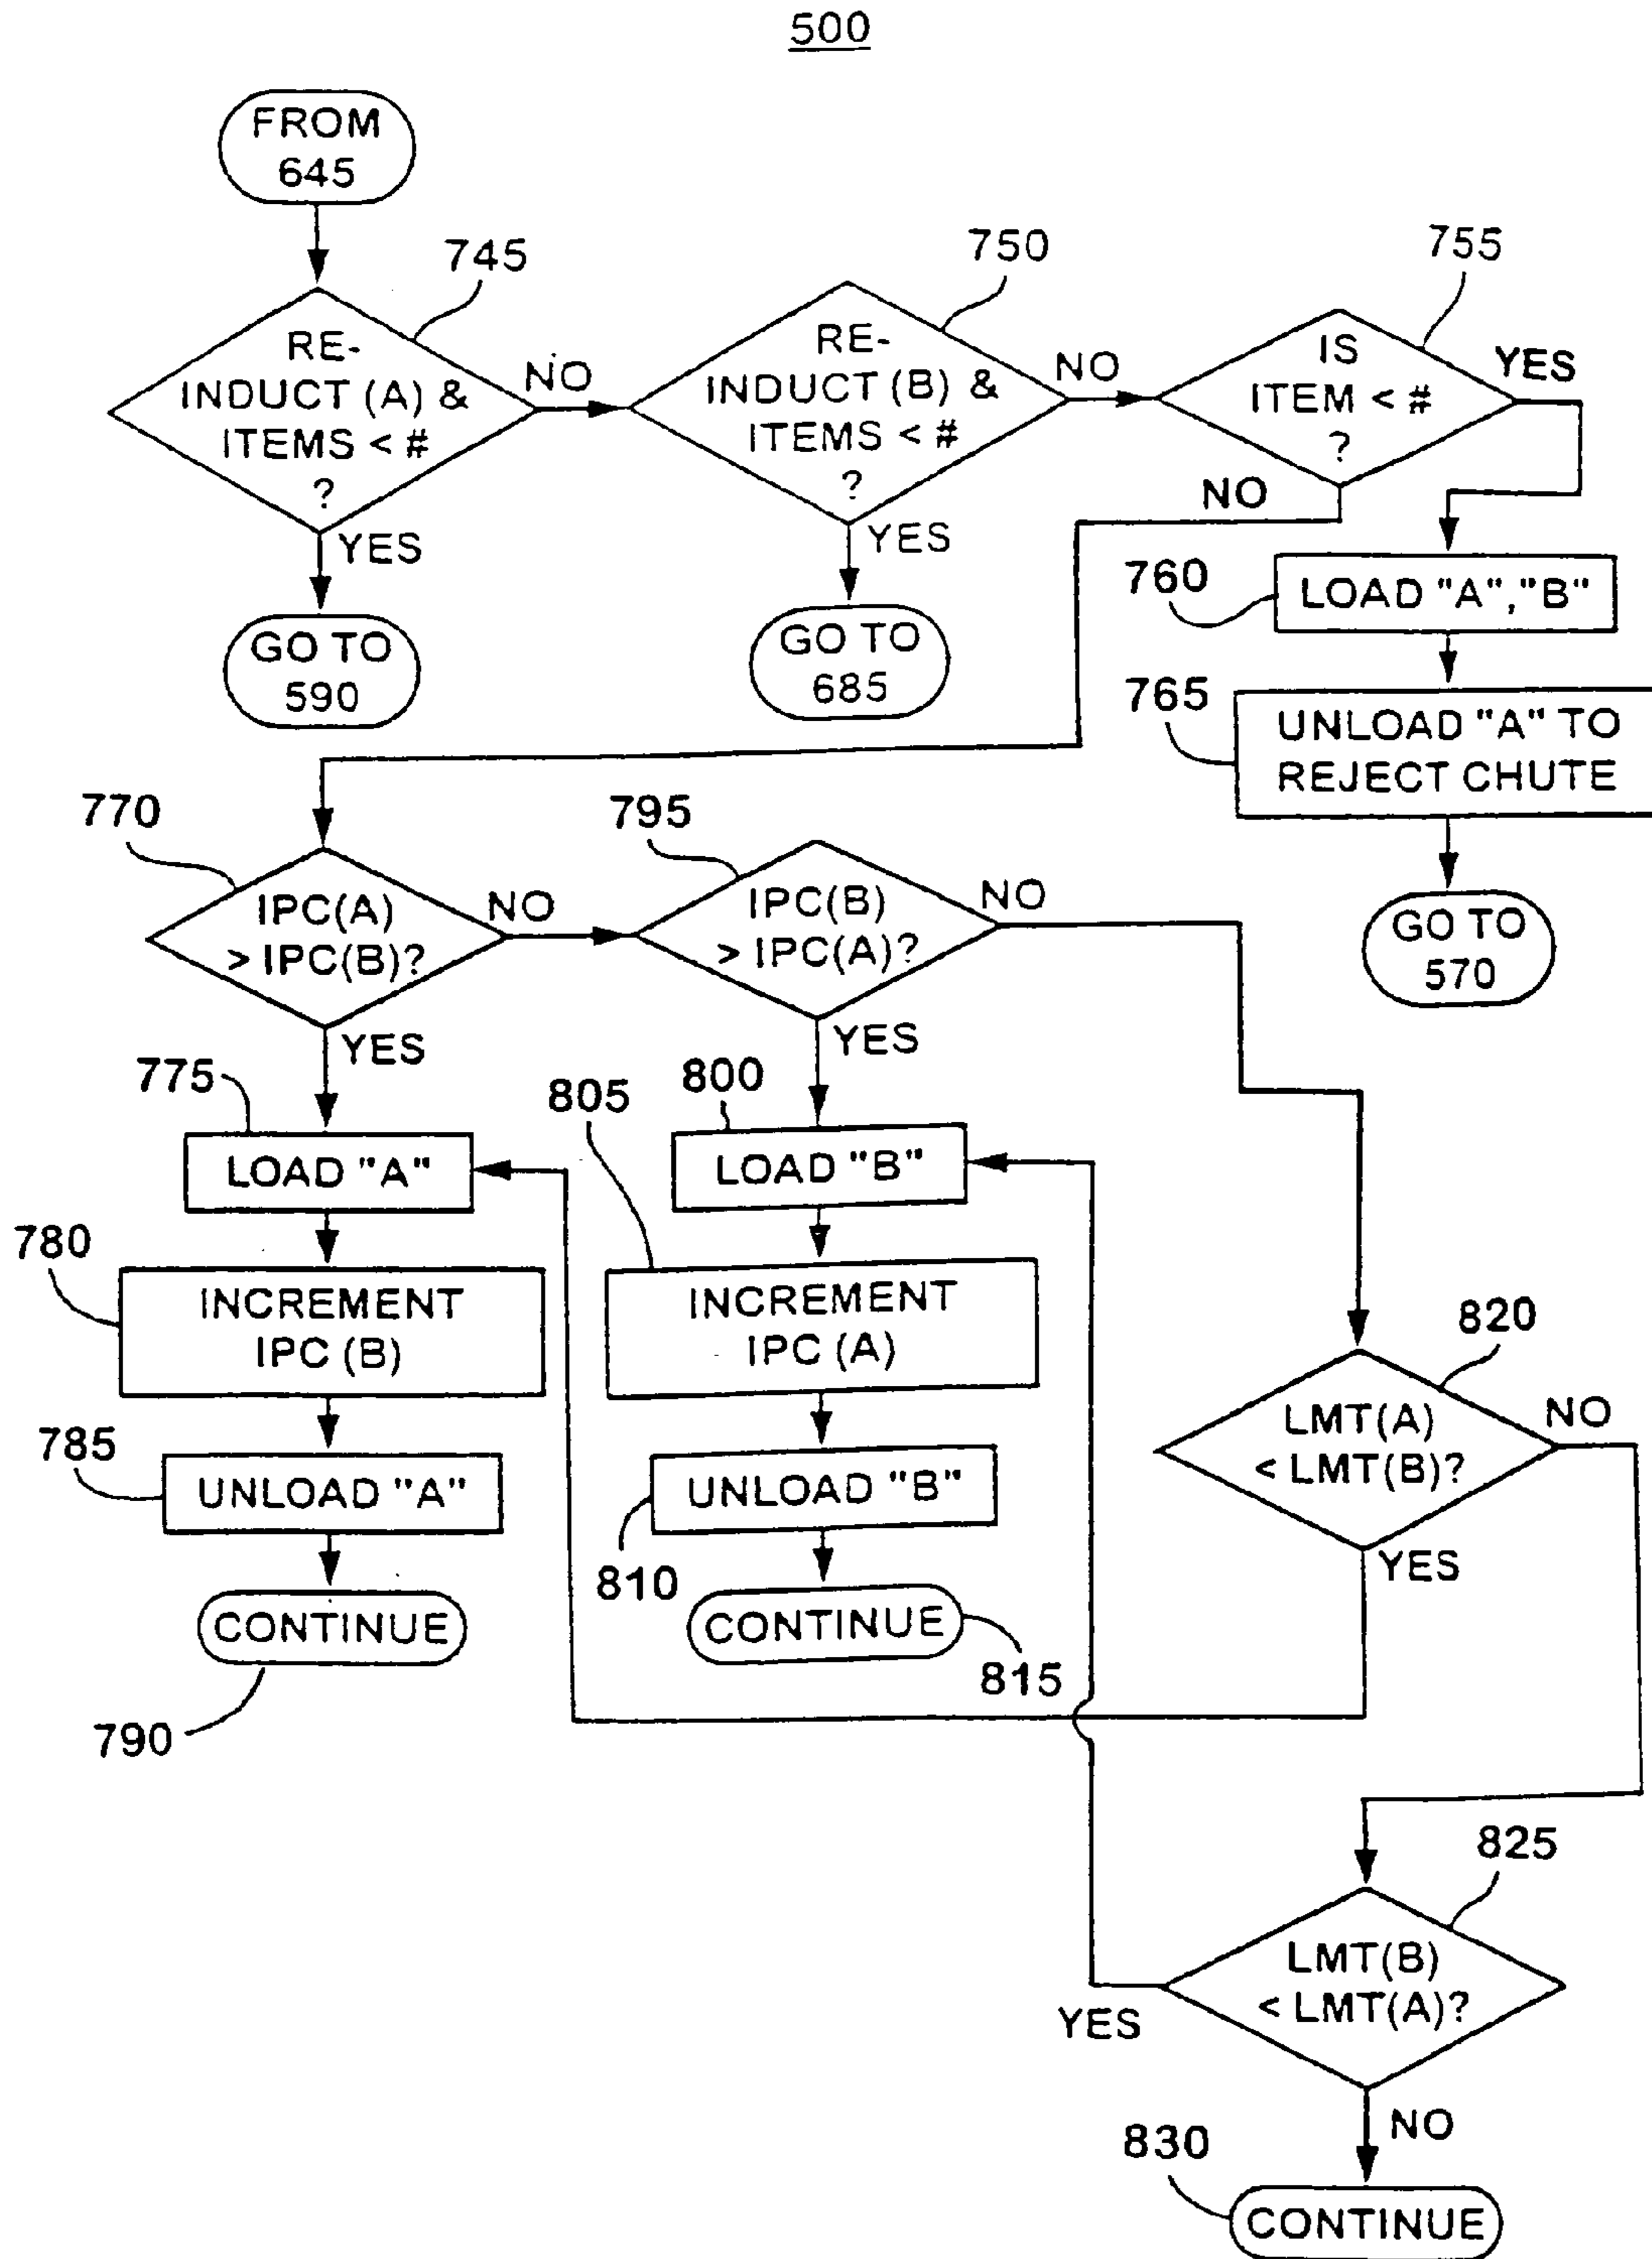 500
FROM
645
745
750
755
RE-
INDUCT (A) &
ITEMS < #
?
NO
RE-
INDUCT (B) &
ITEMS < #
?
NO
IS
ITEM < #
?
YES
NO
YES
YES
760
LOAD "A","B"
GO TO
590
GO TO
685
765
UNLOAD "A" TO
REJECT CHUTE
770
795
IPC(A)
> IPC(B)?
NO
IPC(B)
> IPC(A)?
NO
GO TO
570
YES
YES
775
800
805
LOAD "A"
LOAD "B"
780
INCREMENT
IPC (B)
INCREMENT
IPC (A)
820
LMT(A)
< LMT(B)?
NO
785
UNLOAD "A"
UNLOAD "B"
YES
810
CONTINUE
CONTINUE
815
790
825
LMT(B)
< LMT(A)?
YES
NO
830
CONTINUE